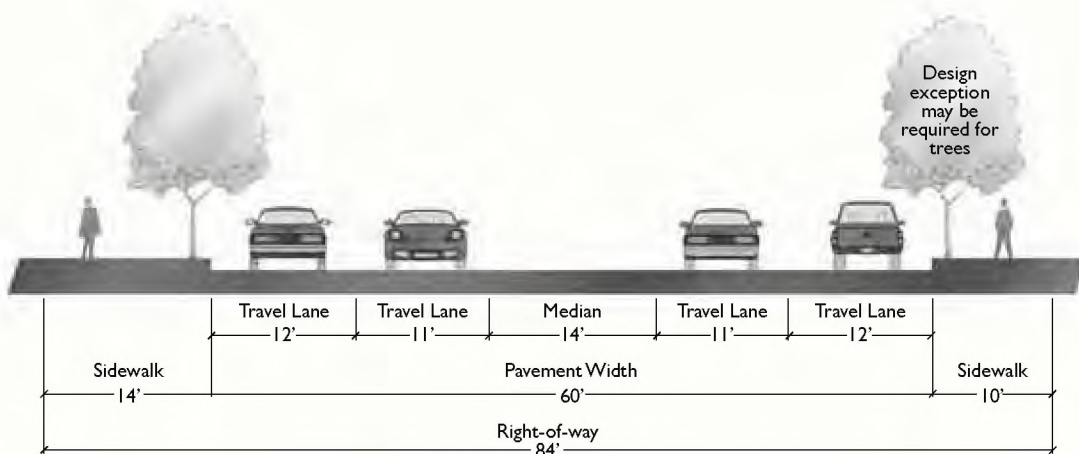 Design
exception
may be
required for
trees
Travel Lane Travel Lane Median Travel Lane Travel Lane
12' 11' 14' 11' 12'
Sidewalk Pavement Width Sidewalk
14' 60' 10'
Right-of-way
84'